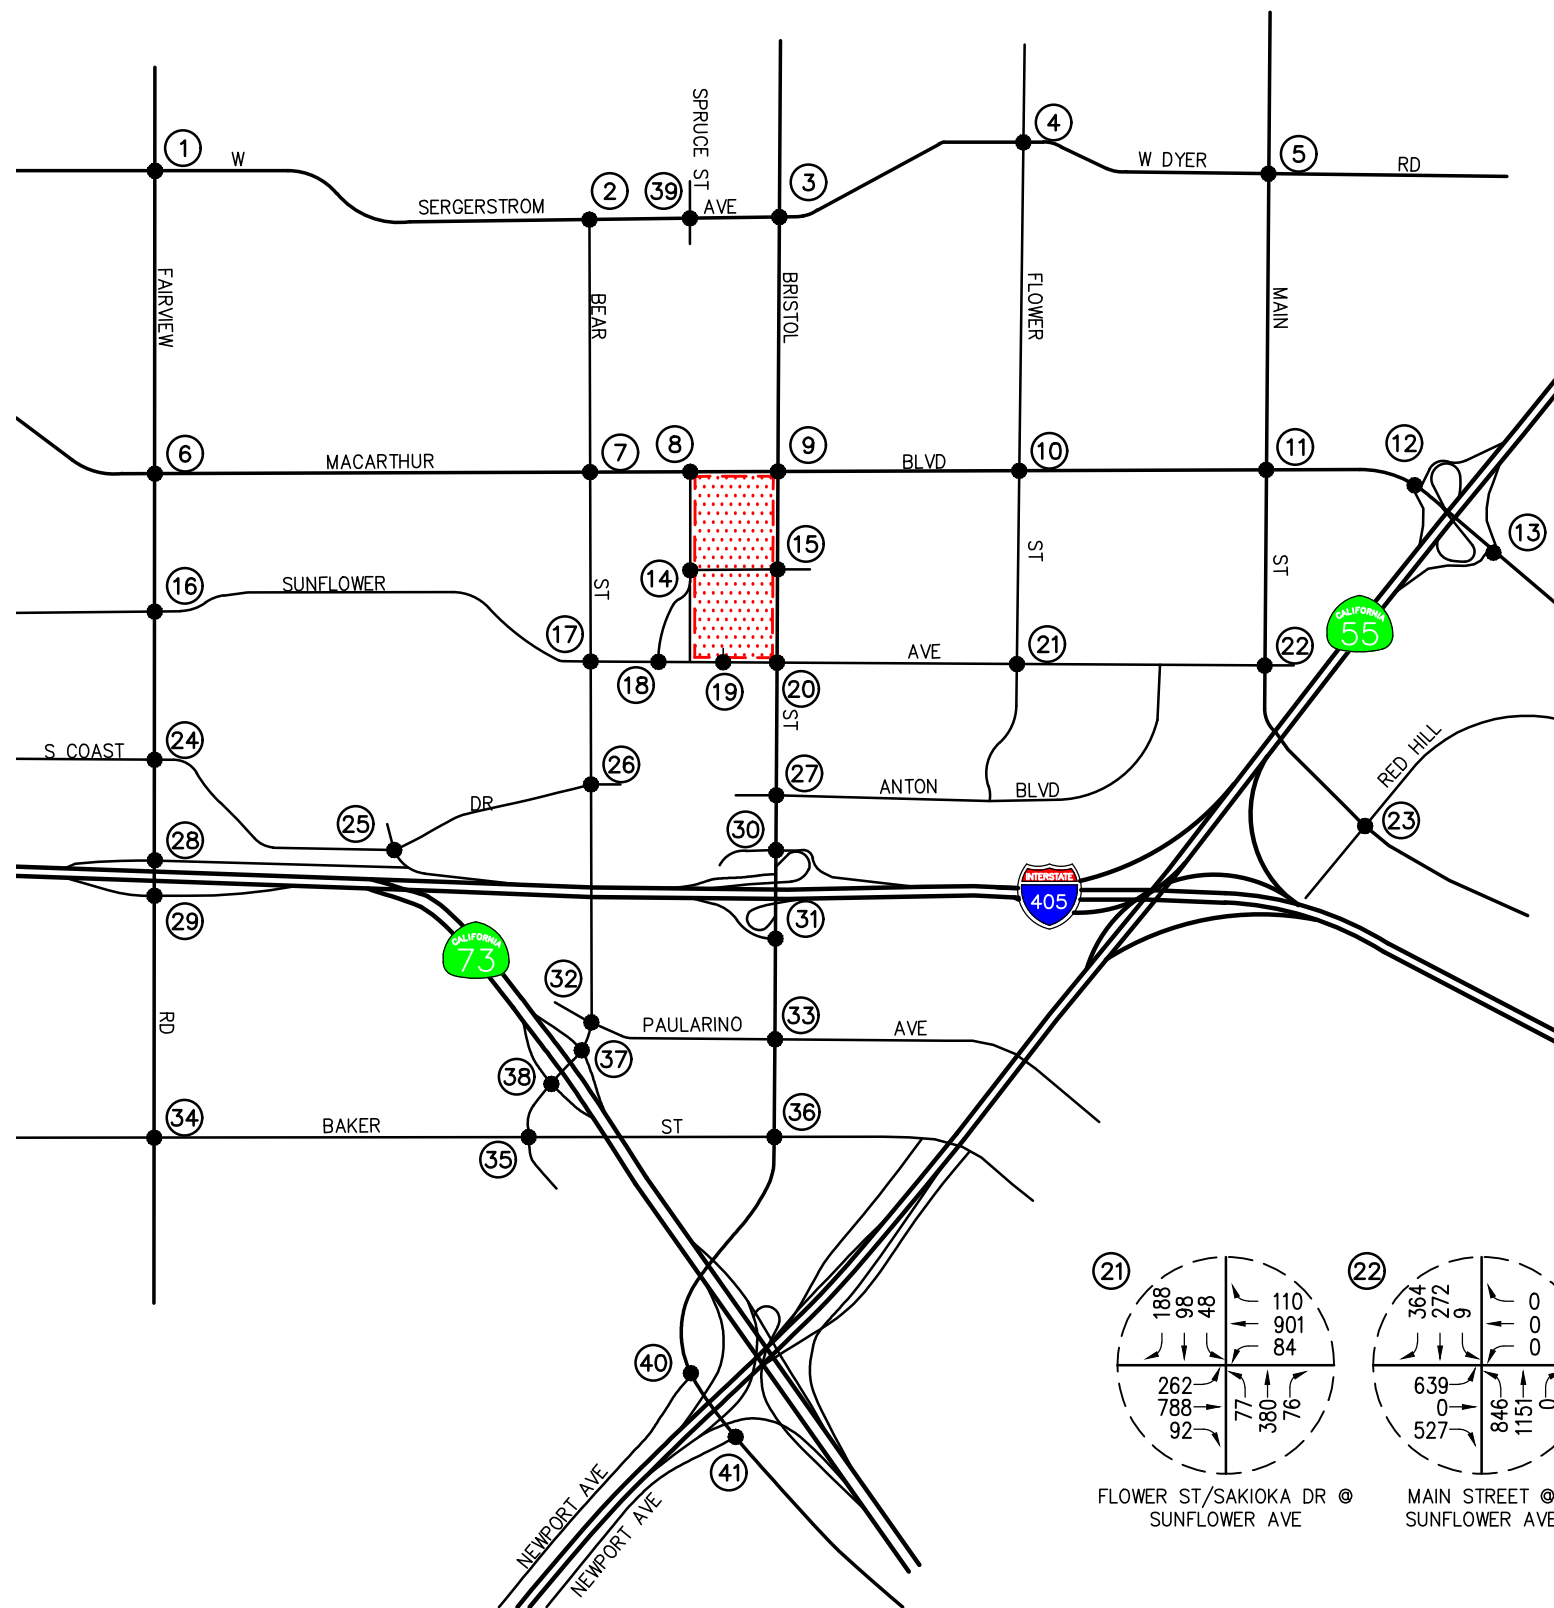 SPRUCE ST
1
W
4
W DYER
5
RD
2
39
3
SERGERSTROM
AVE
FAIRVIEW
BEAR
BRISTOL
FLOWER
MAIN
6
MACARTHUR
7
8
9
BLVD
10
11
12
13
14
15
ST
ST
ST
16
SUNFLOWER
17
CALIFORNIA
55
18
19
20
AVE
21
22
ST
S COAST
24
DR
25
26
27
ANTON
BLVD
RED HILL
23
28
30
29
31
INTERSTATE
405
CALIFORNIA
73
32
RD
PAULARINO
33
AVE
37
38
34
BAKER
35
ST
36
40
41
NEWPORT AVE
NEWPORT AVE
21
188
98
48
110
901
84
262
788
92
77
380
76
FLOWER ST/SAKIOKA DR @
SUNFLOWER AVE
22
364
272
9
0
0
0
639
0
527
846
1151
0
MAIN STREET @
SUNFLOWER AVE